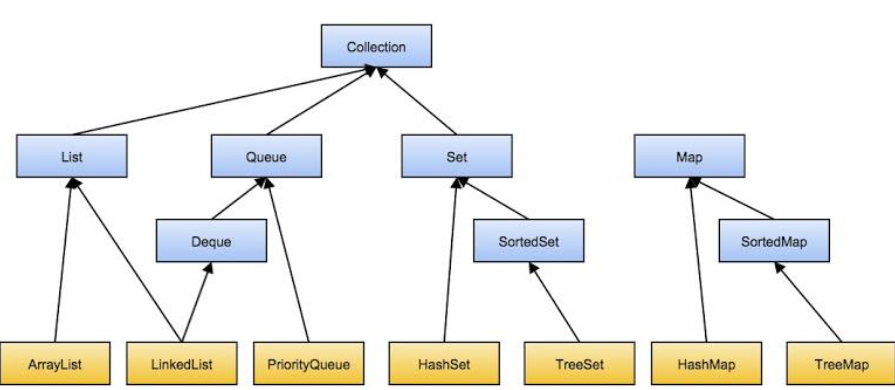 Collection
List
Queue
Set
Map
Deque
SortedSet
SortedMap
ArrayList
LinkedList
PriorityQueue
HashSet
TreeSet
HashMap
TreeMap